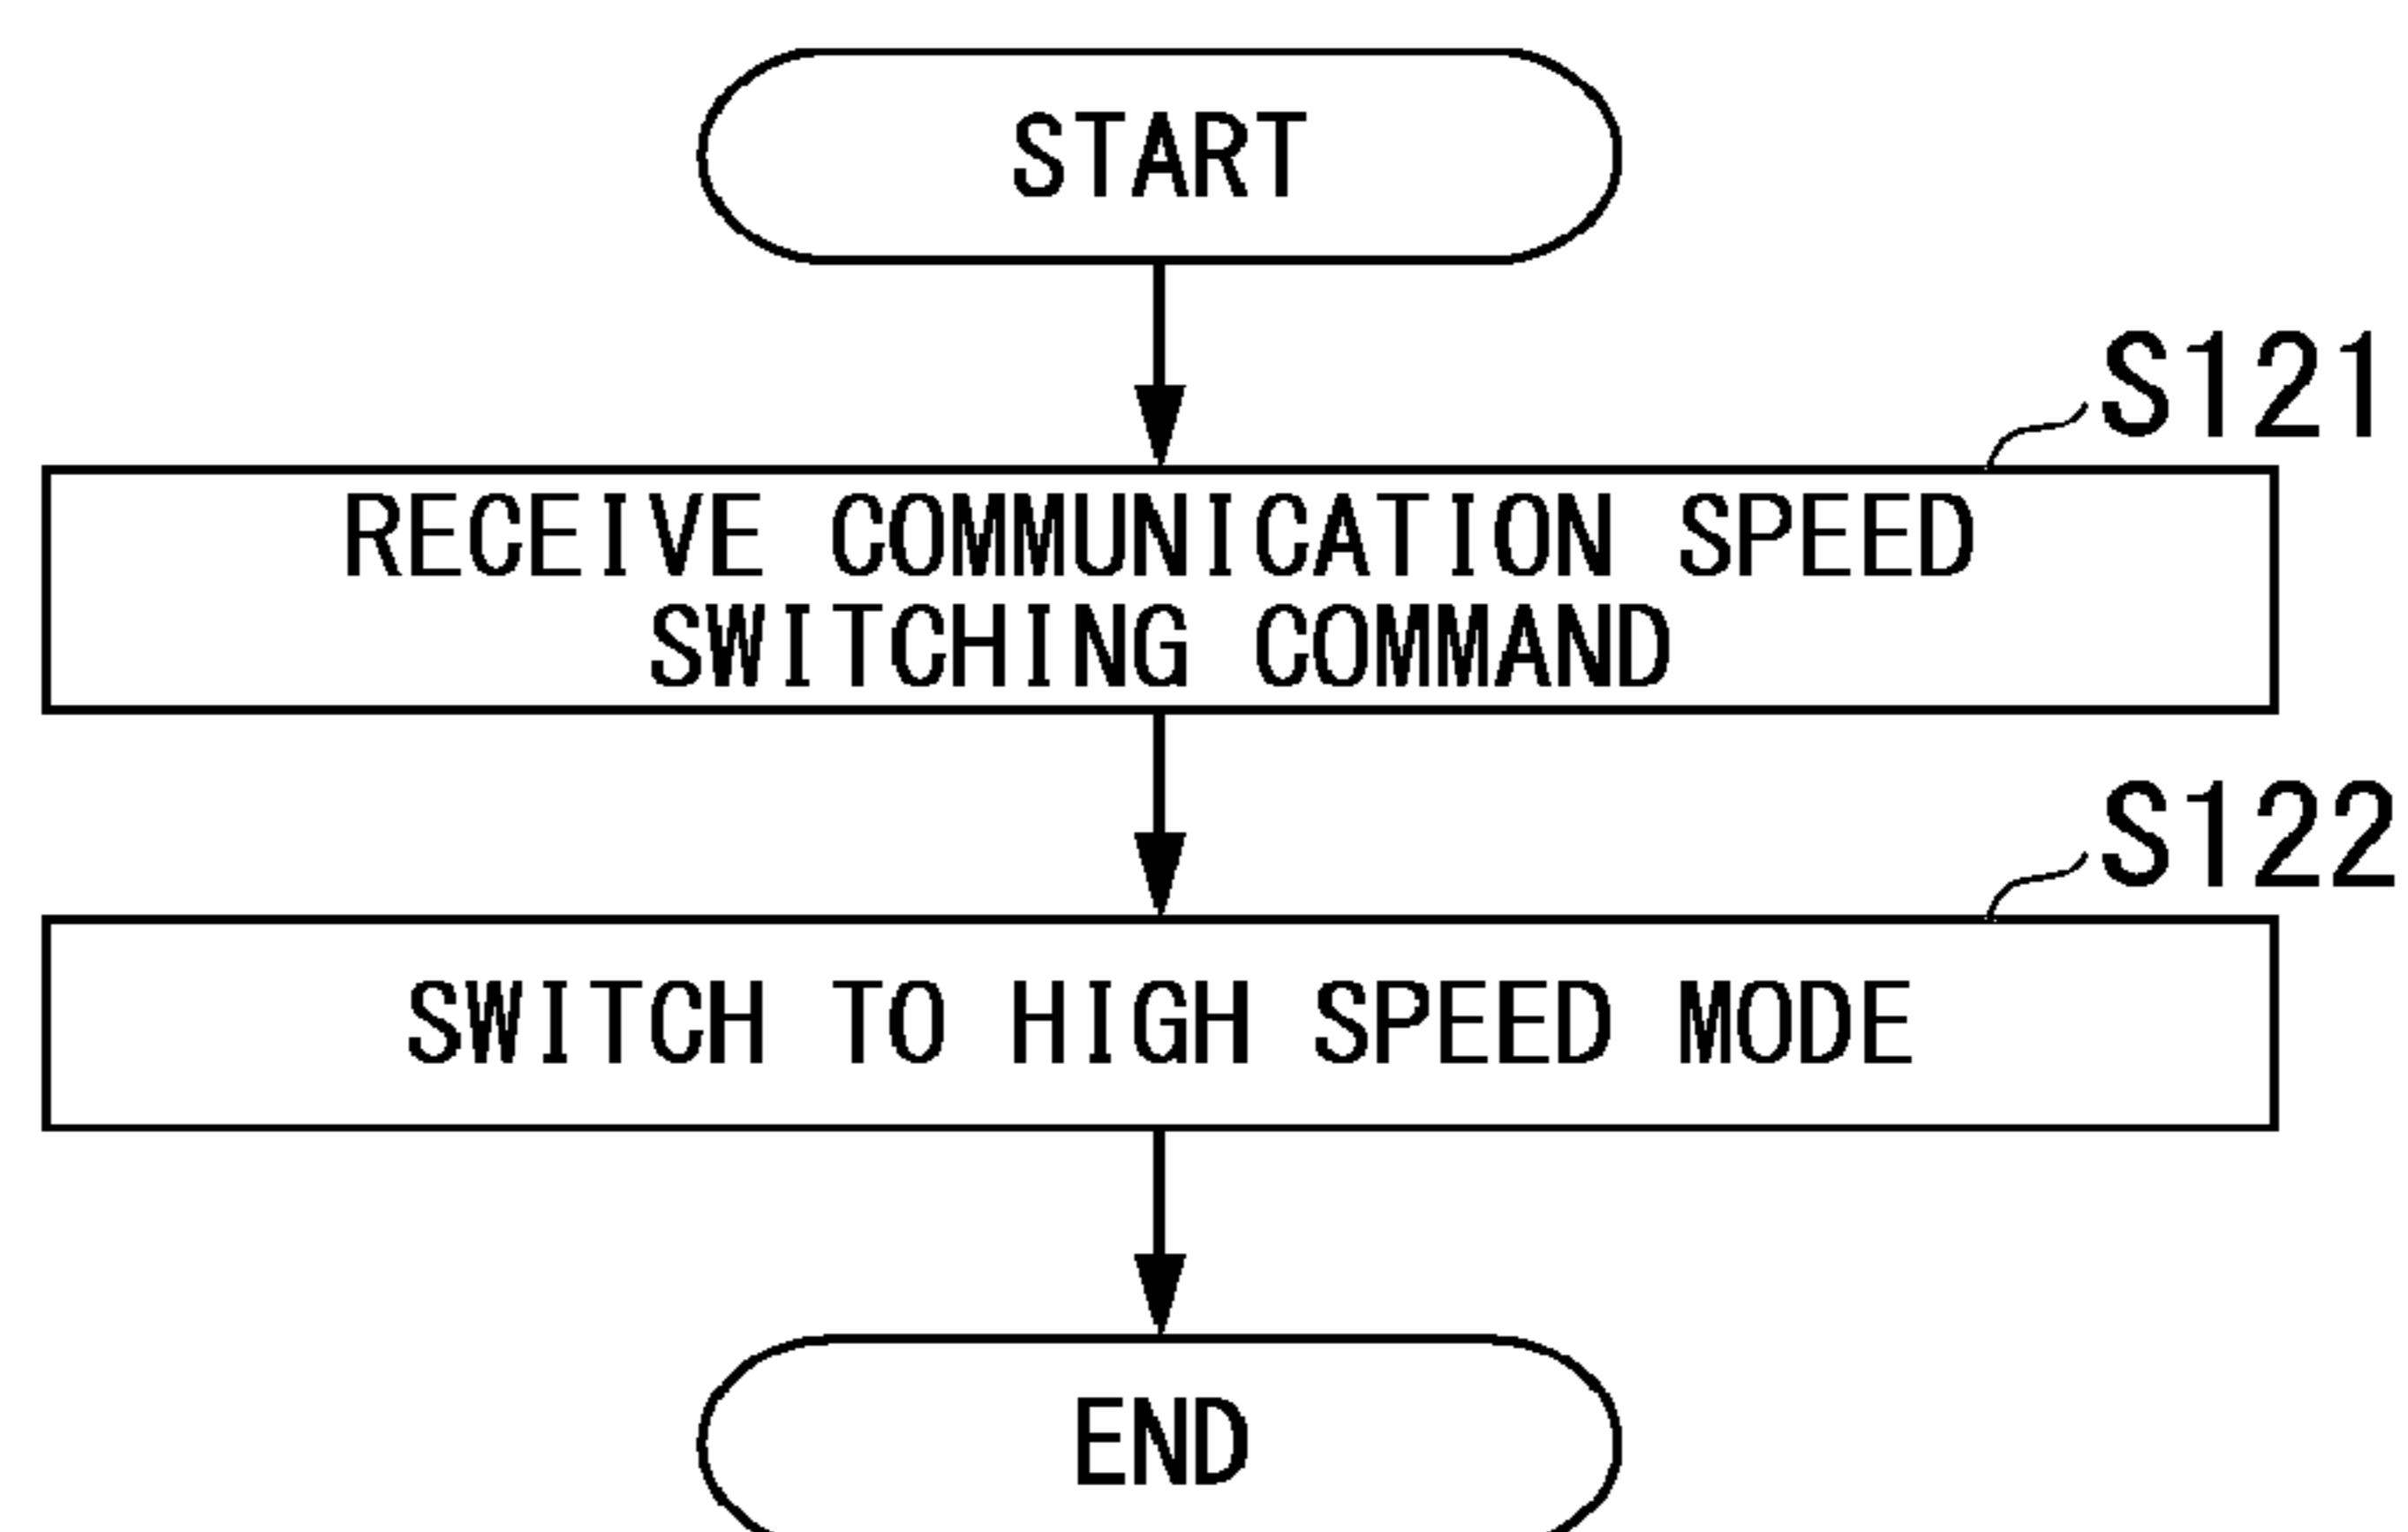 START
S121
RECEIVE COMMUNICATION SPEED
SWITCHING COMMAND
S122
SWITCH TO HIGH SPEED MODE
END